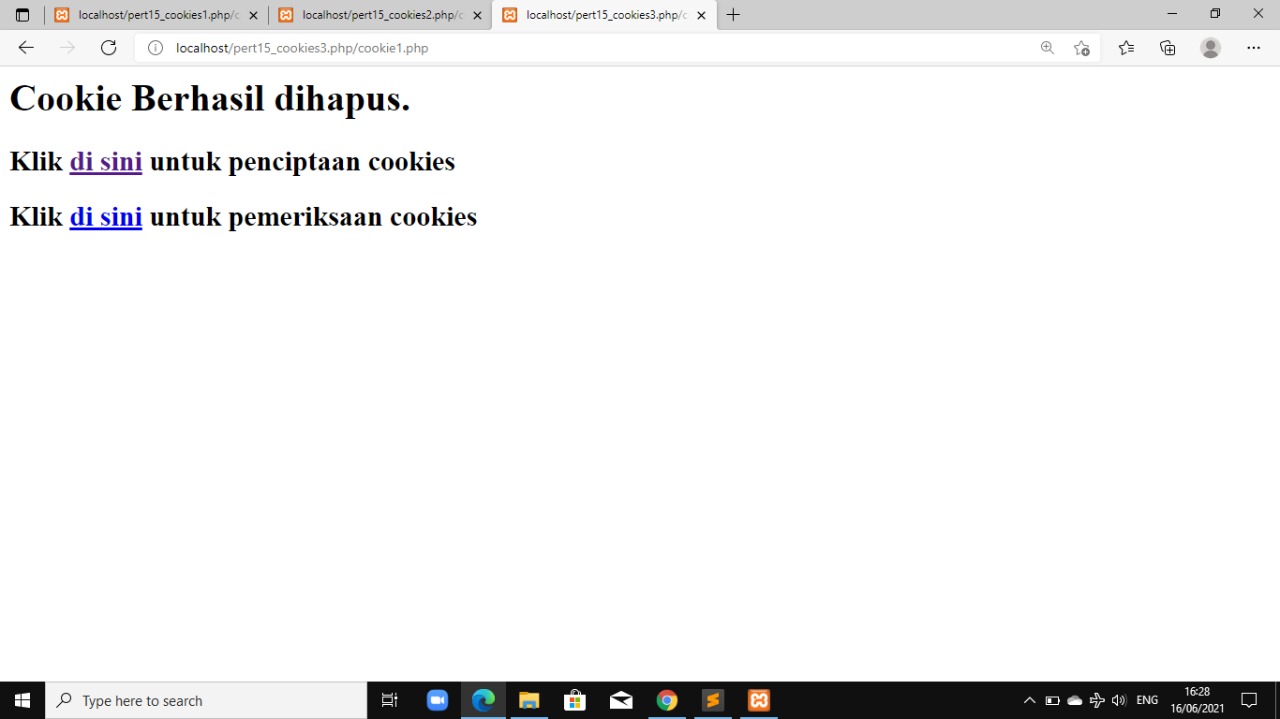 localhost/pert15_cookies1.php/c
localhost/pert15_cookies2.php/c
localhost/pert15_cookies3.php/c
localhost/pert15_cookies3.php/cookie1.php
Cookie Berhasil dihapus.
Klik di sini untuk penciptaan cookies
Klik di sini untuk pemeriksaan cookies
Type here to search
ENG
16:28
16/06/2021